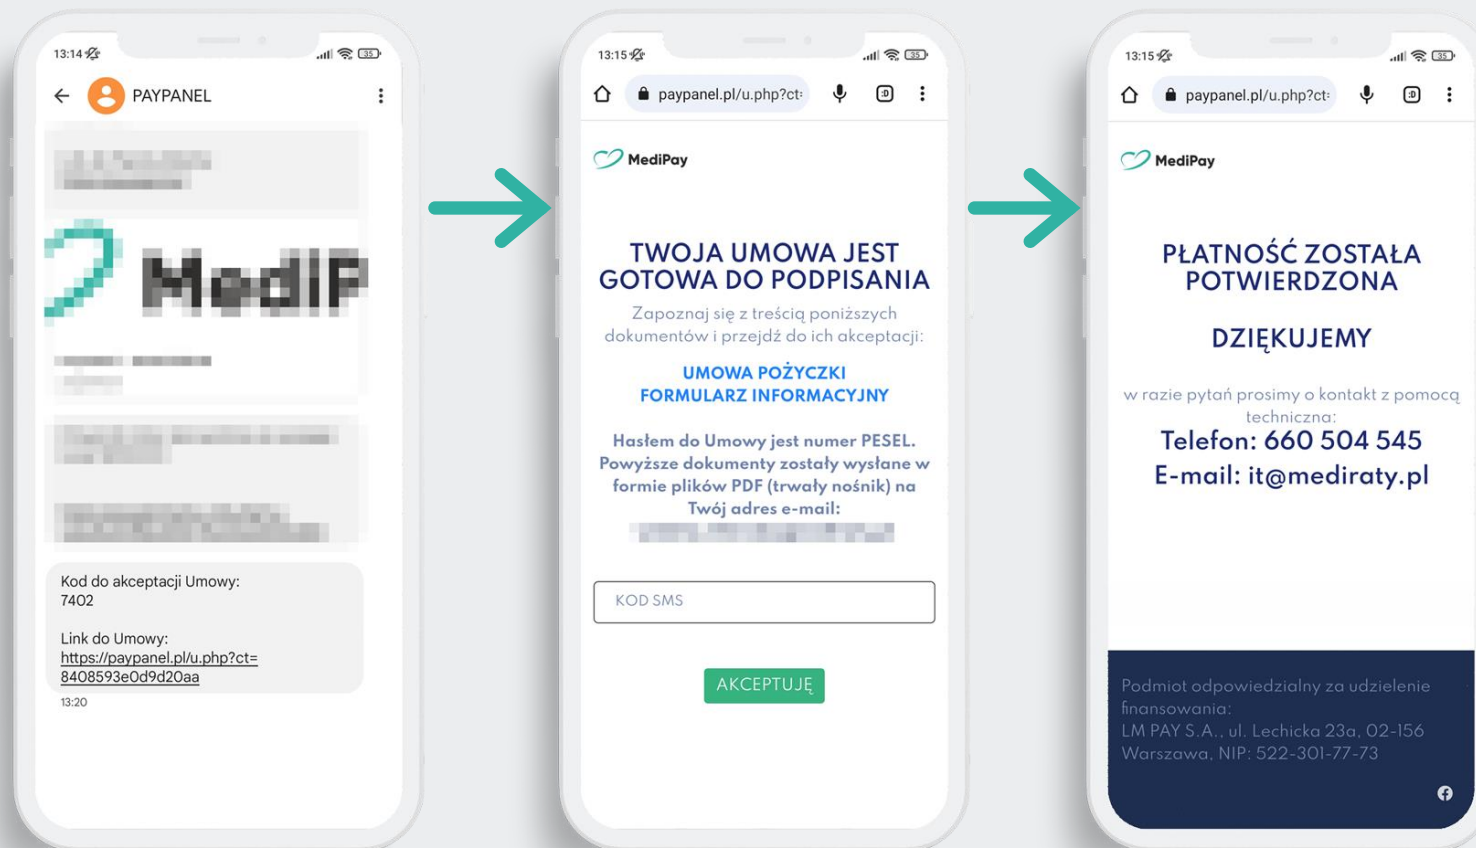 13:14
35
PAYPANEL
MediP
Kod do akceptacji Umowy:
7402
Link do Umowy:
https://paypanel.pl/u.php?ct=
8408593e0d9d20aa
13:20
13:15
35
paypanel.pl/u.php?ct=
:D
MediPay
TWOJA UMOWA JEST
GOTOWA DO PODPISANIA
Zapoznaj się z treścią poniższych
dokumentów i przejdź do ich akceptacji:
UMOWA POŻYCZKI
FORMULARZ INFORMACYJNY
Hasłem do Umowy jest numer PESEL.
Powyższe dokumenty zostały wysłane w
formie plików PDF (trwały nośnik) na
Twój adres e-mail:
KOD SMS
AKCEPTUJĘ
13:15
35
paypanel.pl/u.php?ct=
:D
MediPay
PŁATNOŚĆ ZOSTAŁA
POTWIERDZONA
DZIĘKUJEMY
w razie pytań prosimy o kontakt z pomocą
techniczna:
Telefon: 660 504 545
E-mail: it@mediraty.pl
Podmiot odpowiedzialny za udzielenie
finansowania:
LM PAY S.A., ul. Lechicka 23a, 02-156
Warszawa, NIP: 522-301-77-73